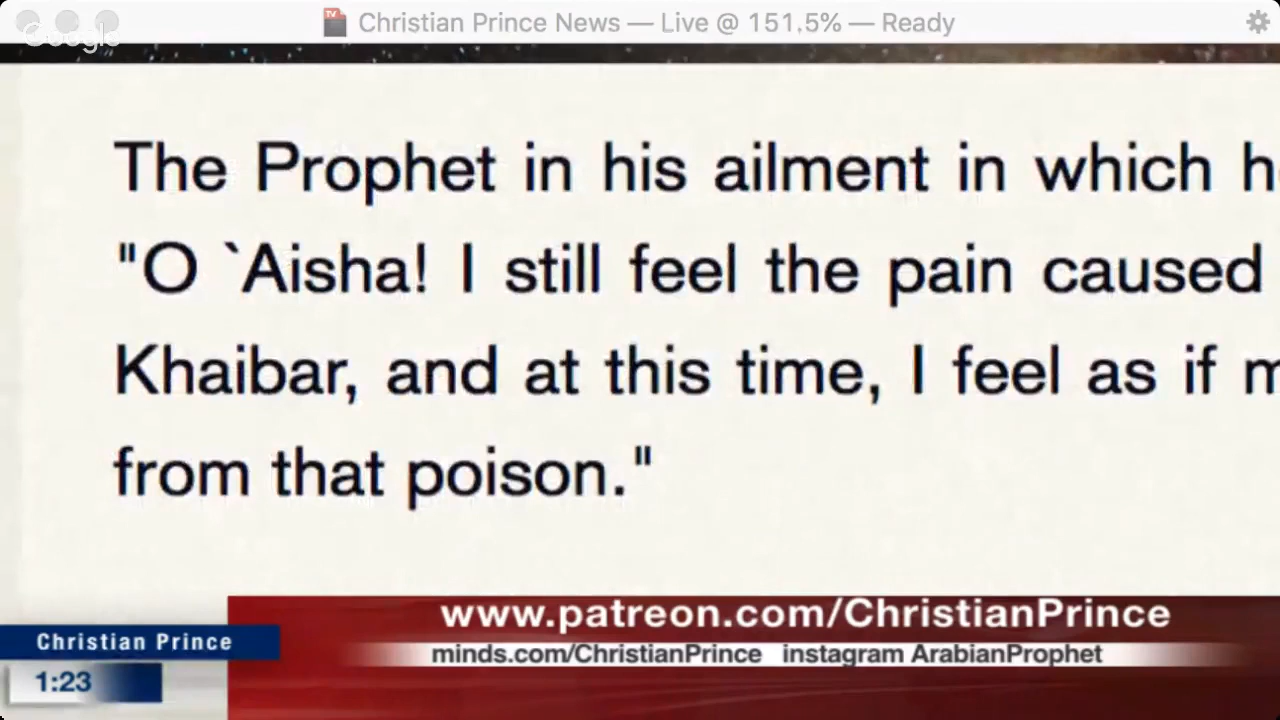 Christian Prince News — Live @ 151.5% — Ready
Google
The Prophet in his ailment in which
"O `Aisha! I still feel the pain caused
Khaibar, and at this time, I feel as if
from that poison."
www.patreon.com/ChristianPrince
Christian Prince
minds.com/ChristianPrince instagram ArabianProphet
1:23